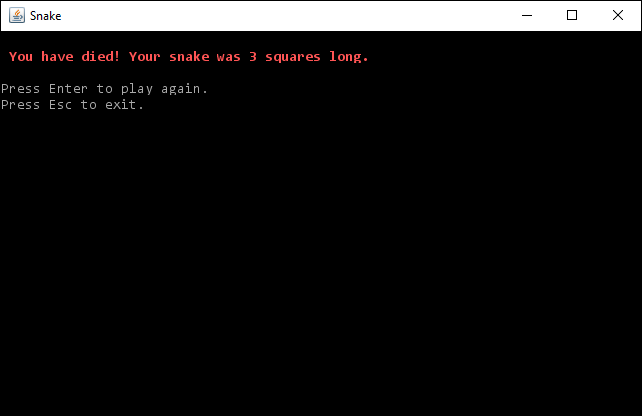 Snake
You have died! Your snake was 3 squares long.
Press Enter to play again.
Press Esc to exit.